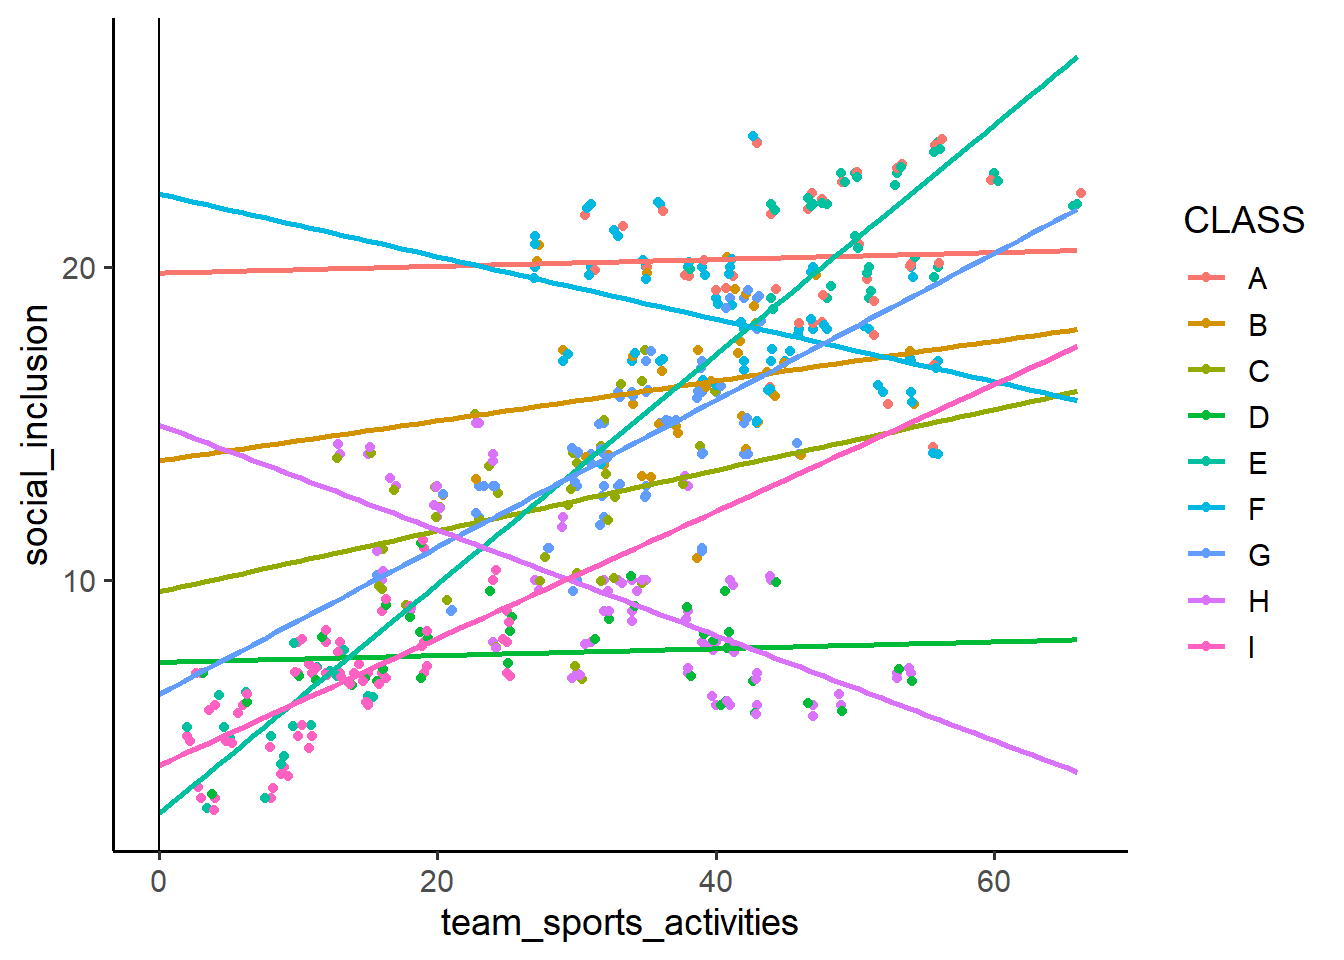 social_inclusion
20
10
0
20
40
60
team_sports_activities
CLASS
A
B
C
D
E
F
G
H
I